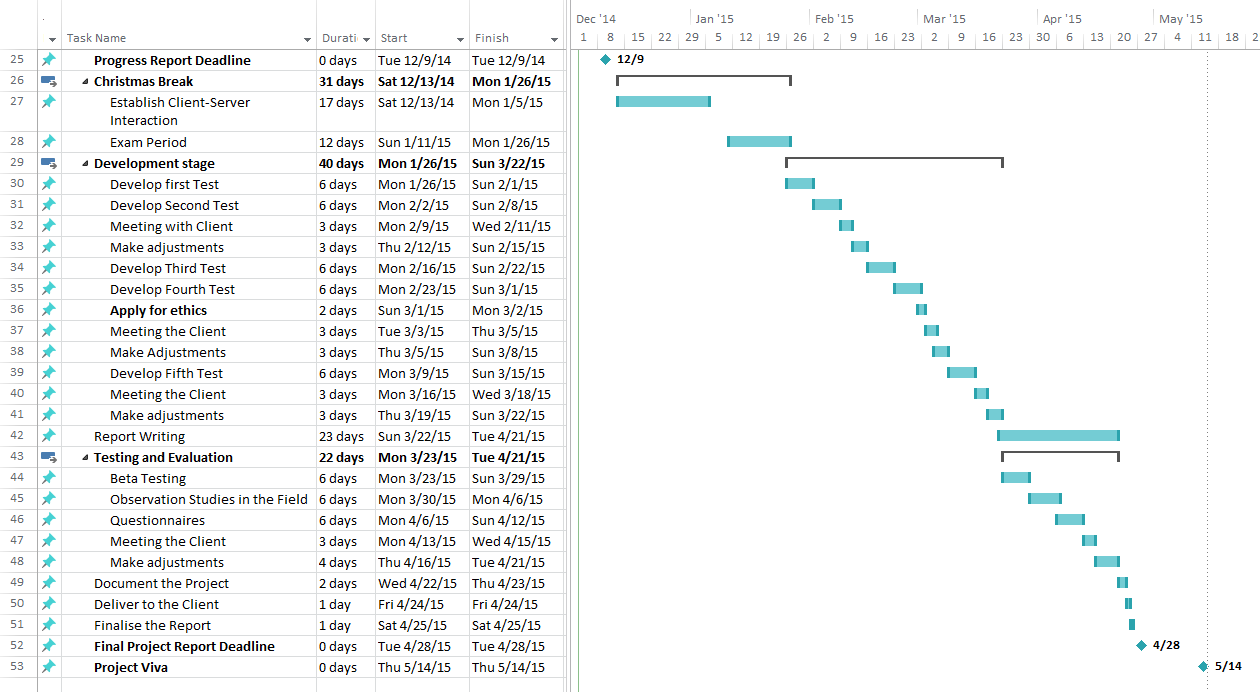 Dec '14 Jan '15 Feb '15 Mar '15 Apr '15 May '15
Task Name Durati Start Finish 1 8 15 22 29 5 12 19 26 2 9 16 23 2 9 16 23 30 6 13 20 27 4 11 18 2
25 Progress Report Deadline 0 days Tue 12/9/14 Tue 12/9/14 12/9
26 Christmas Break 31 days Sat 12/13/14 Mon 1/26/15
27 Establish Client-Server 17 days Sat 12/13/14 Mon 1/5/15
Interaction
28 Exam Period 12 days Sun 1/11/15 Mon 1/26/15
29 Development stage 40 days Mon 1/26/15 Sun 3/22/15
30 Develop first Test 6 days Mon 1/26/15 Sun 2/1/15
31 Develop Second Test 6 days Mon 2/2/15 Sun 2/8/15
32 Meeting with Client 3 days Mon 2/9/15 Wed 2/11/15
33 Make adjustments 3 days Thu 2/12/15 Sun 2/15/15
34 Develop Third Test 6 days Mon 2/16/15 Sun 2/22/15
35 Develop Fourth Test 6 days Mon 2/23/15 Sun 3/1/15
36 Apply for ethics 2 days Sun 3/1/15 Mon 3/2/15
37 Meeting the Client 3 days Tue 3/3/15 Thu 3/5/15
38 Make Adjustments 3 days Thu 3/5/15 Sun 3/8/15
39 Develop Fifth Test 6 days Mon 3/9/15 Sun 3/15/15
40 Meeting the Client 3 days Mon 3/16/15 Wed 3/18/15
41 Make adjustments 3 days Thu 3/19/15 Sun 3/22/15
42 Report Writing 23 days Sun 3/22/15 Tue 4/21/15
43 Testing and Evaluation 22 days Mon 3/23/15 Tue 4/21/15
44 Beta Testing 6 days Mon 3/23/15 Sun 3/29/15
45 Observation Studies in the Field 6 days Mon 3/30/15 Mon 4/6/15
46 Questionnaires 6 days Mon 4/6/15 Sun 4/12/15
47 Meeting the Client 3 days Mon 4/13/15 Wed 4/15/15
48 Make adjustments 4 days Thu 4/16/15 Tue 4/21/15
49 Document the Project 2 days Wed 4/22/15 Thu 4/23/15
50 Deliver to the Client 1 day Fri 4/24/15 Fri 4/24/15
51 Finalise the Report 1 day Sat 4/25/15 Sat 4/25/15
52 Final Project Report Deadline 0 days Tue 4/28/15 Tue 4/28/15 4/28
53 Project Viva 0 days Thu 5/14/15 Thu 5/14/15 5/14